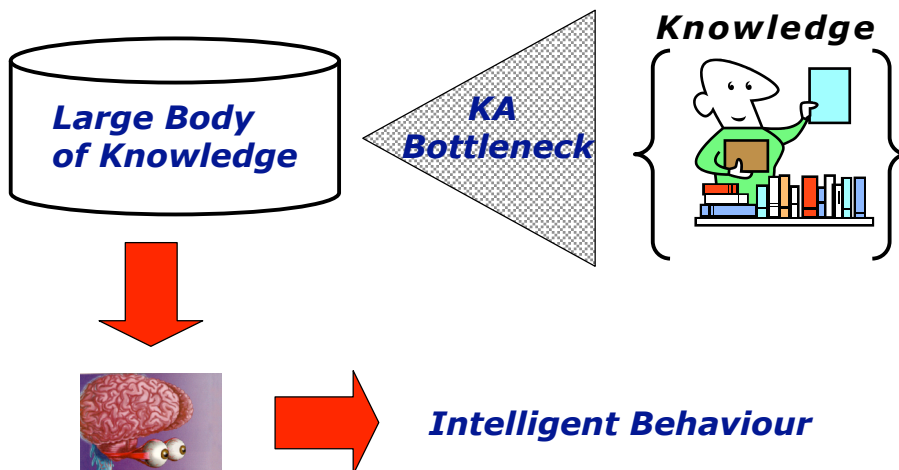 Knowledge
Large Body
of Knowledge
KA
Bottleneck
Intelligent Behaviour